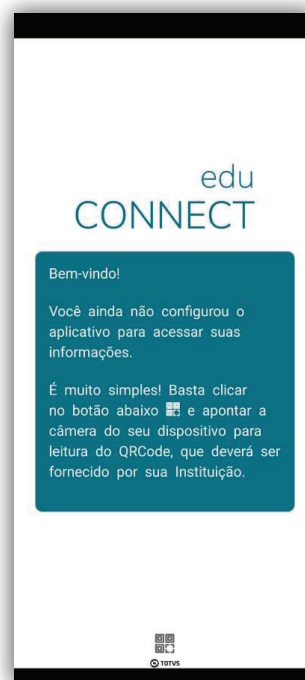 edu
CONNECT
Bem-vindo!
Você ainda não configurou o
aplicativo para acessar suas
informações.
É muito simples! Basta clicar
no botão abaixo e apontar a
câmera do seu dispositivo para
leitura do QRCode, que deverá ser
fornecido por sua Instituição.
TOTVS